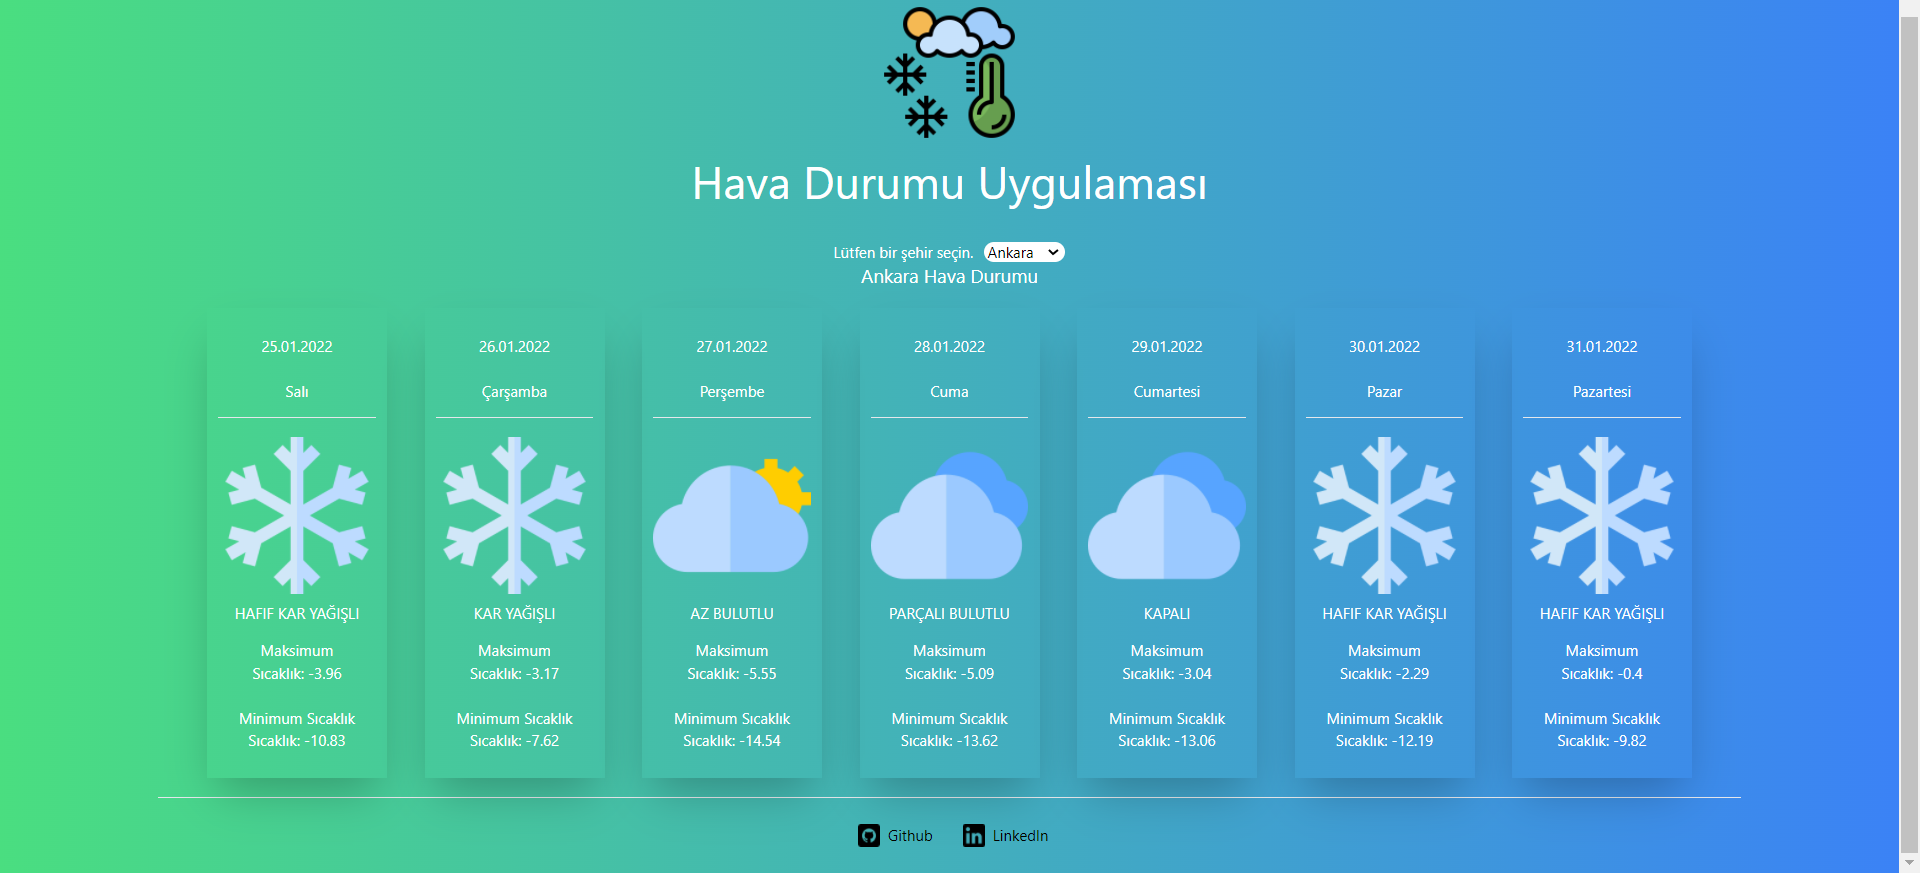 Hava Durumu Uygulaması
Lütfen bir şehir seçin. Ankara
Ankara Hava Durumu
25.01.2022
Salı
HAFIF KAR YAĞIŞLI
Maksimum
Sıcaklık: -3.96
Minimum Sıcaklık
Sıcaklık: -10.83
26.01.2022
Çarşamba
KAR YAĞIŞLI
Maksimum
Sıcaklık: -3.17
Minimum Sıcaklık
Sıcaklık: -7.62
27.01.2022
Perşembe
AZ BULUTLU
Maksimum
Sıcaklık: -5.55
Minimum Sıcaklık
Sıcaklık: -14.54
28.01.2022
Cuma
PARÇALI BULUTLU
Maksimum
Sıcaklık: -5.09
Minimum Sıcaklık
Sıcaklık: -13.62
29.01.2022
Cumartesi
KAPALI
Maksimum
Sıcaklık: -3.04
Minimum Sıcaklık
Sıcaklık: -13.06
30.01.2022
Pazar
HAFIF KAR YAĞIŞLI
Maksimum
Sıcaklık: -2.29
Minimum Sıcaklık
Sıcaklık: -12.19
31.01.2022
Pazartesi
HAFIF KAR YAĞIŞLI
Maksimum
Sıcaklık: -0.4
Minimum Sıcaklık
Sıcaklık: -9.82
Github
in LinkedIn